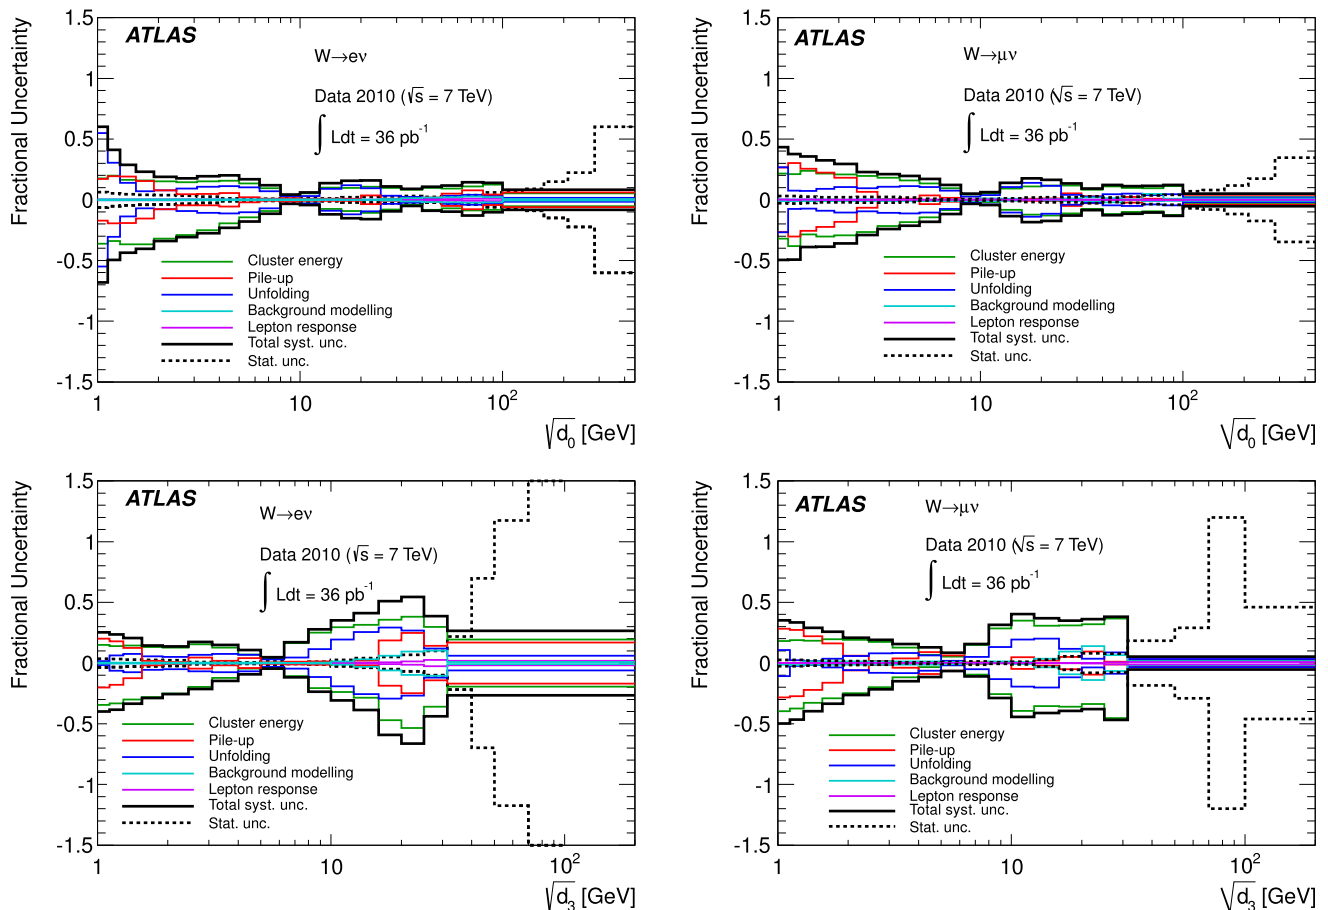 ATLAS
W→eν
Data 2010 (√s = 7 TeV)
∫ Ldt = 36 pb⁻¹
Fractional Uncertainty
1.5
1
0.5
0
-0.5
-1
-1.5
Cluster energy
Pile-up
Unfolding
Background modelling
Lepton response
Total syst. unc.
Stat. unc.
1
10
10²
√d₀ [GeV]
ATLAS
W→μν
Data 2010 (√s = 7 TeV)
∫ Ldt = 36 pb⁻¹
Fractional Uncertainty
1.5
1
0.5
0
-0.5
-1
-1.5
Cluster energy
Pile-up
Unfolding
Background modelling
Lepton response
Total syst. unc.
Stat. unc.
1
10
10²
√d₀ [GeV]
ATLAS
W→eν
Data 2010 (√s = 7 TeV)
∫ Ldt = 36 pb⁻¹
Fractional Uncertainty
1.5
1
0.5
0
-0.5
-1
-1.5
Cluster energy
Pile-up
Unfolding
Background modelling
Lepton response
Total syst. unc.
Stat. unc.
1
10
10²
√d₃ [GeV]
ATLAS
W→μν
Data 2010 (√s = 7 TeV)
∫ Ldt = 36 pb⁻¹
Fractional Uncertainty
1.5
1
0.5
0
-0.5
-1
-1.5
Cluster energy
Pile-up
Unfolding
Background modelling
Lepton response
Total syst. unc.
Stat. unc.
1
10
10²
√d₃ [GeV]